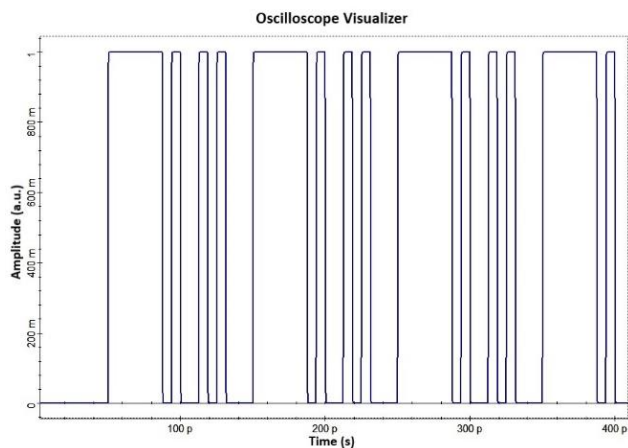 Oscilloscope Visualizer
1
800 m
600 m
400 m
200 m
0
Amplitude (a.u.)
100 p
200 p
300 p
400 p
Time (s)